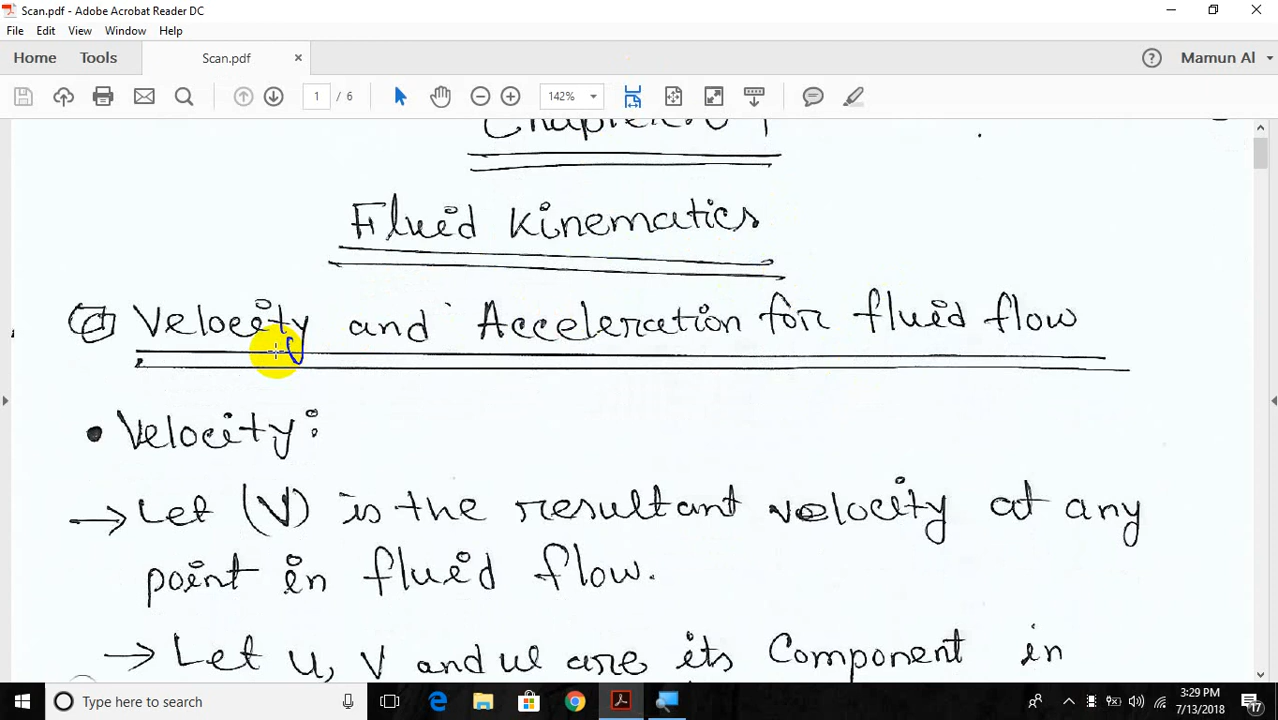 Scan.pdf - Adobe Acrobat Reader DC
File Edit View Window Help
Home Tools Scan.pdf × Mamun Al
1 / 6 142%
Fluid Kinematics
Velocity and Acceleration for fluid flow
• Velocity:
→ Let (V) is the resultant velocity at any
point in fluid flow.
→ Let u, v and w are its Component in
Type here to search
3:29 PM
7/13/2018
17